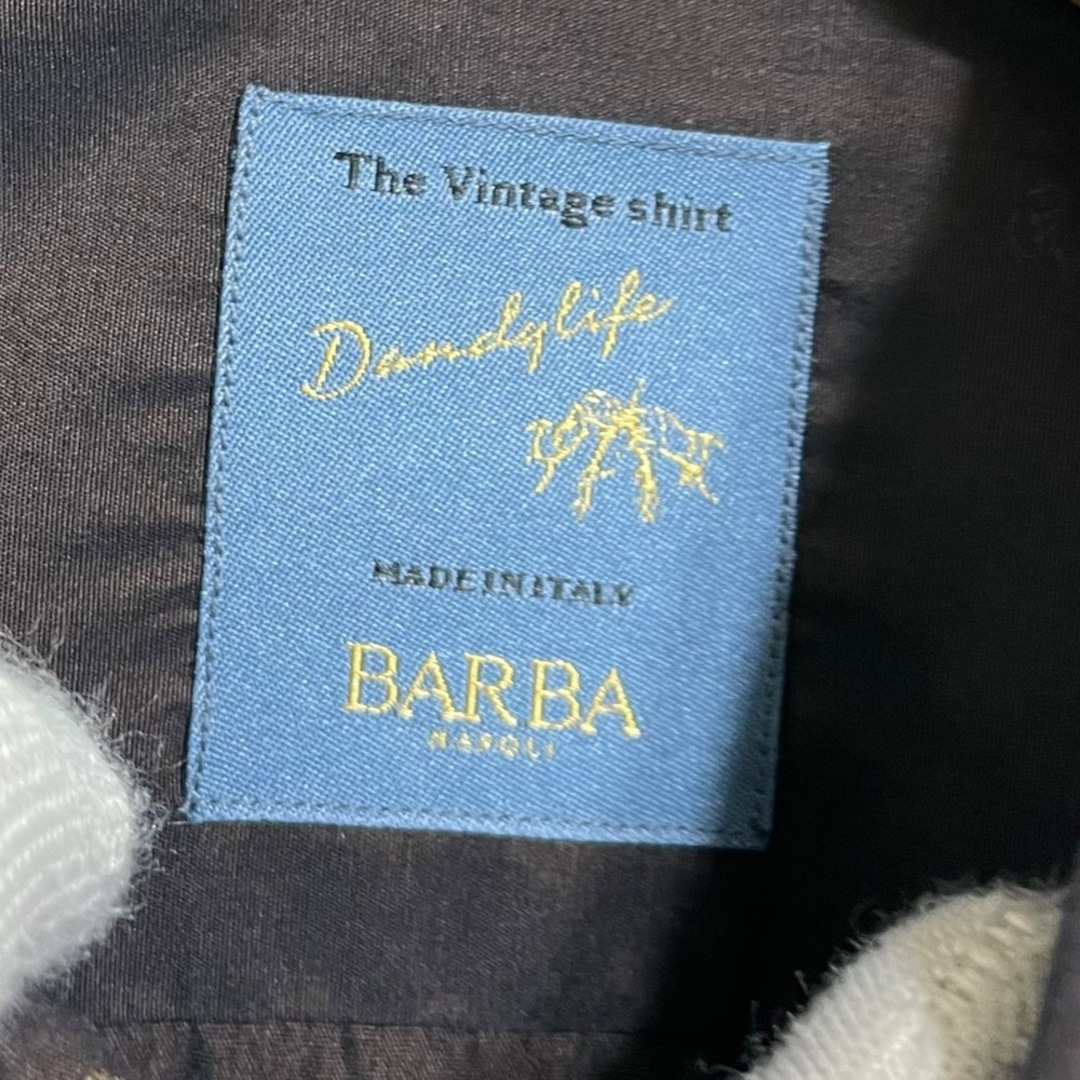 The Vintage shirt
Dandylife
MADE IN ITALY
BARBA
NAPOLI